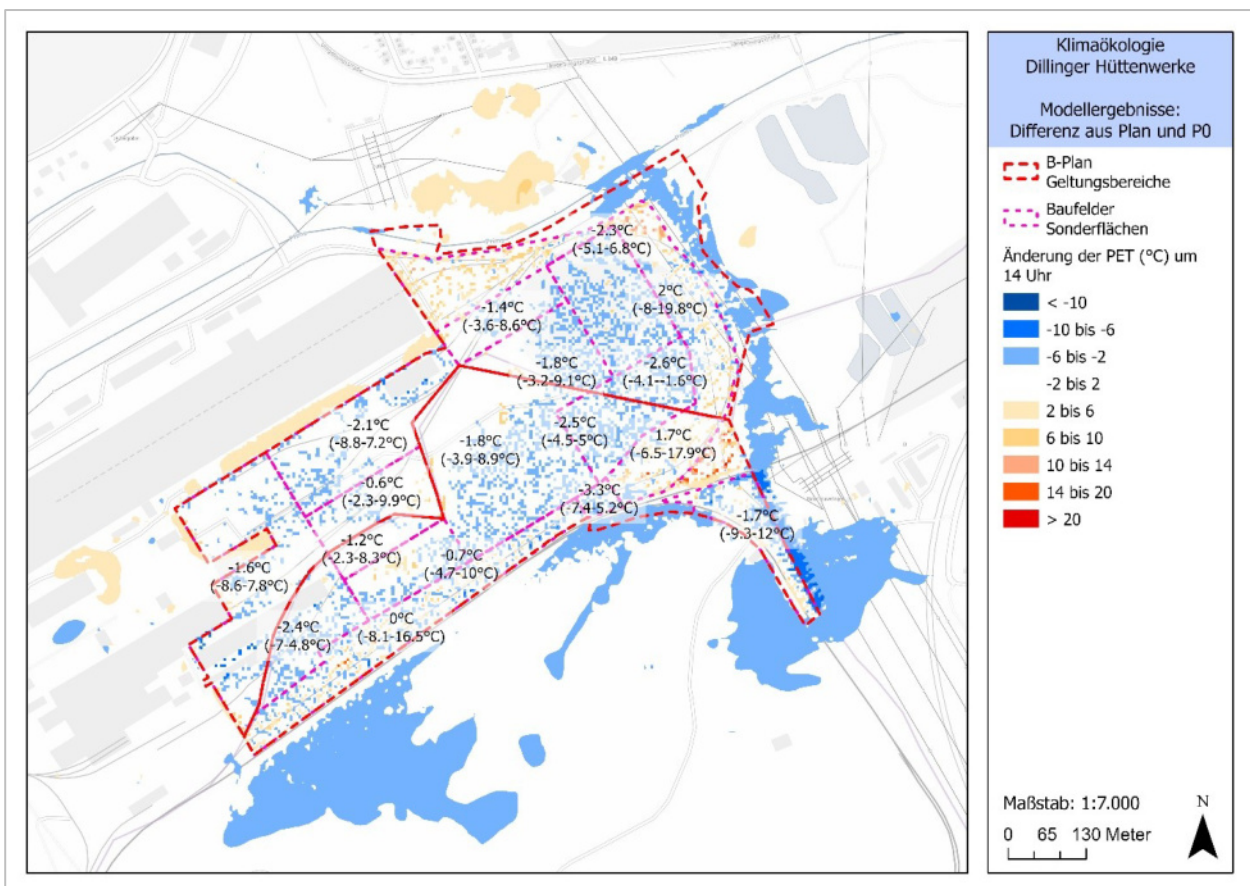 -2.3°C
(-5.1-6.8°C)
2°C
(-8-19.8°C)
-1.4°C
(-3.6-8.6°C)
-1.8°C
(-3.2-9.1°C)
-2.6°C
(-4.1--1.6°C)
-2.1°C
(-8.8-7.2°C)
-1.8°C
(-3.9-8.9°C)
-2.5°C
(-4.5-5°C)
1.7°C
(-6.5-17.9°C)
-0.6°C
(-2.3-9.9°C)
-3.3°C
(-7.4-5.2°C)
-1.7°C
(-9.3-12°C)
-1.2°C
(-2.3-8.3°C)
-0.7°C
(-4.7-10°C)
-1.6°C
(-8.6-7.8°C)
-2.4°C
(-7-4.8°C)
0°C
(-8.1-16.5°C)
Klimaökologie
Dillinger Hüttenwerke
Modellergebnisse:
Differenz aus Plan und P0
B-Plan
Geltungsbereiche
Baufelder
Sonderflächen
Änderung der PET (°C) um
14 Uhr
< -10
-10 bis -6
-6 bis -2
-2 bis 2
2 bis 6
6 bis 10
10 bis 14
14 bis 20
> 20
Maßstab: 1:7.000
N
0 65 130 Meter